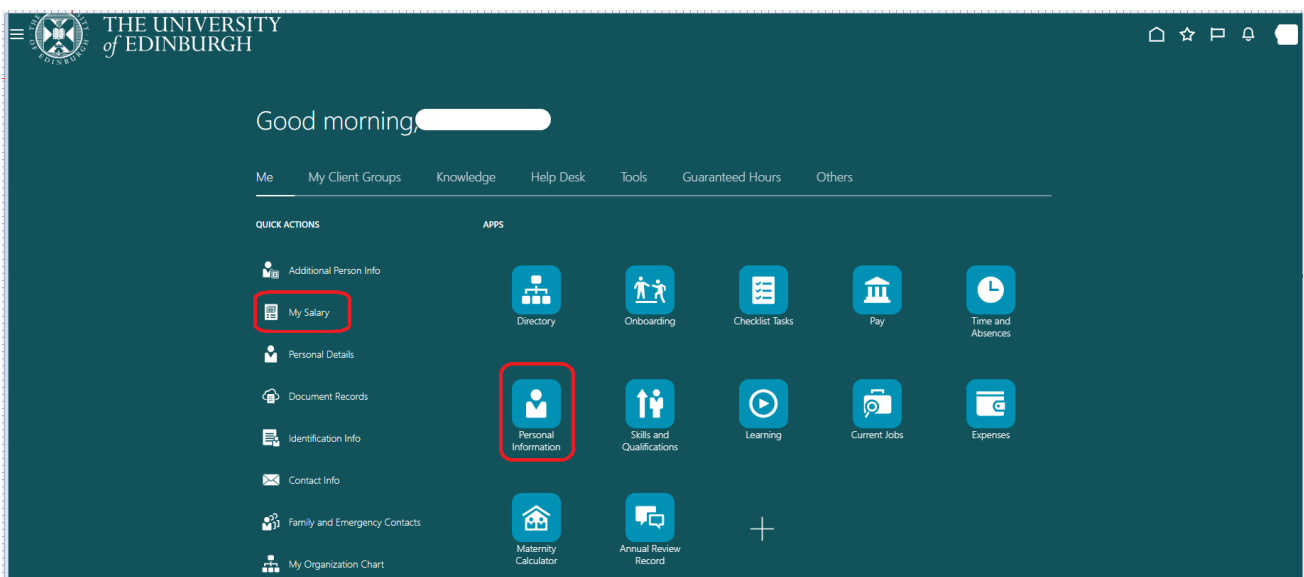 THE UNIVERSITY
of EDINBURGH
Good morning,
Me My Client Groups Knowledge Help Desk Tools Guaranteed Hours Others
QUICK ACTIONS
Additional Person Info
My Salary
Personal Details
Document Records
Identification Info
Contact Info
Family and Emergency Contacts
My Organization Chart
APPS
Directory
Onboarding
Checklist Tasks
Pay
Time and
Absences
Personal
Information
Skills and
Qualifications
Learning
Current Jobs
Expenses
Maternity
Calculator
Annual Review
Record